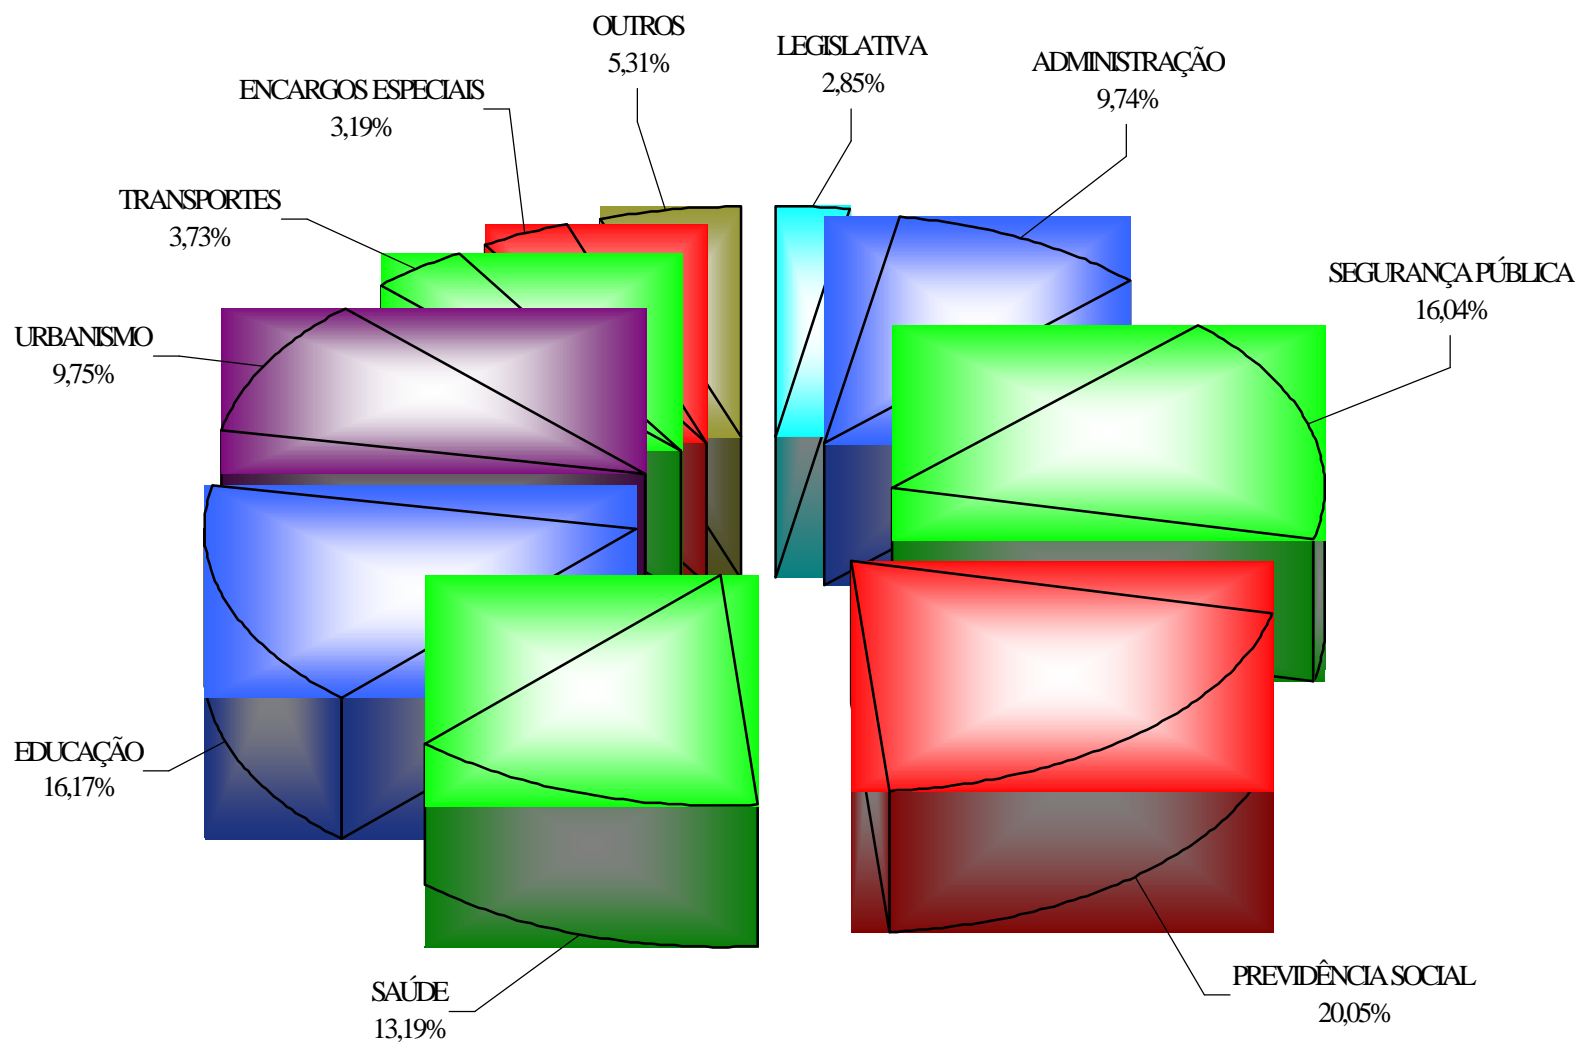 OUTROS
5,31%
LEGISLATIVA
2,85%
ADMINISTRAÇÃO
9,74%
ENCARGOS ESPECIAIS
3,19%
TRANSPORTES
3,73%
SEGURANÇA PÚBLICA
16,04%
URBANISMO
9,75%
EDUCAÇÃO
16,17%
SAÚDE
13,19%
PREVIDÊNCIA SOCIAL
20,05%